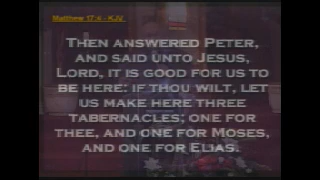 Matthew 17:4 - KJV
Then answered Peter,
and said unto Jesus,
Lord, it is good for us to
be here: if thou wilt, let
us make here three
tabernacles; one for
thee, and one for Moses,
and one for Elias.